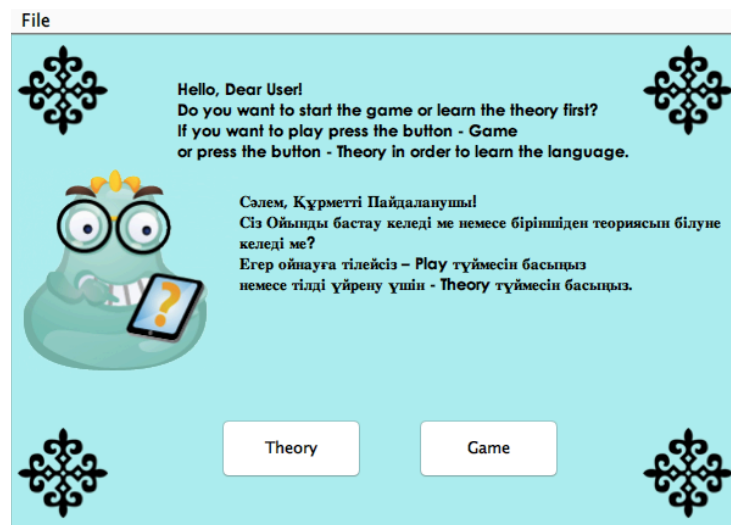 File
Hello, Dear User!
Do you want to start the game or learn the theory first?
If you want to play press the button - Game
or press the button - Theory in order to learn the language.
Сәлем, Құрметті Пайдаланушы!
Сіз Ойынды бастау келеді ме немесе біріншіден теориясын білуне
келеді ме?
Егер ойнауға тілейсіз – Play түймесін басыңыз
немесе тілді үйрену үшін - Theory түймесін басыңыз.
Theory
Game